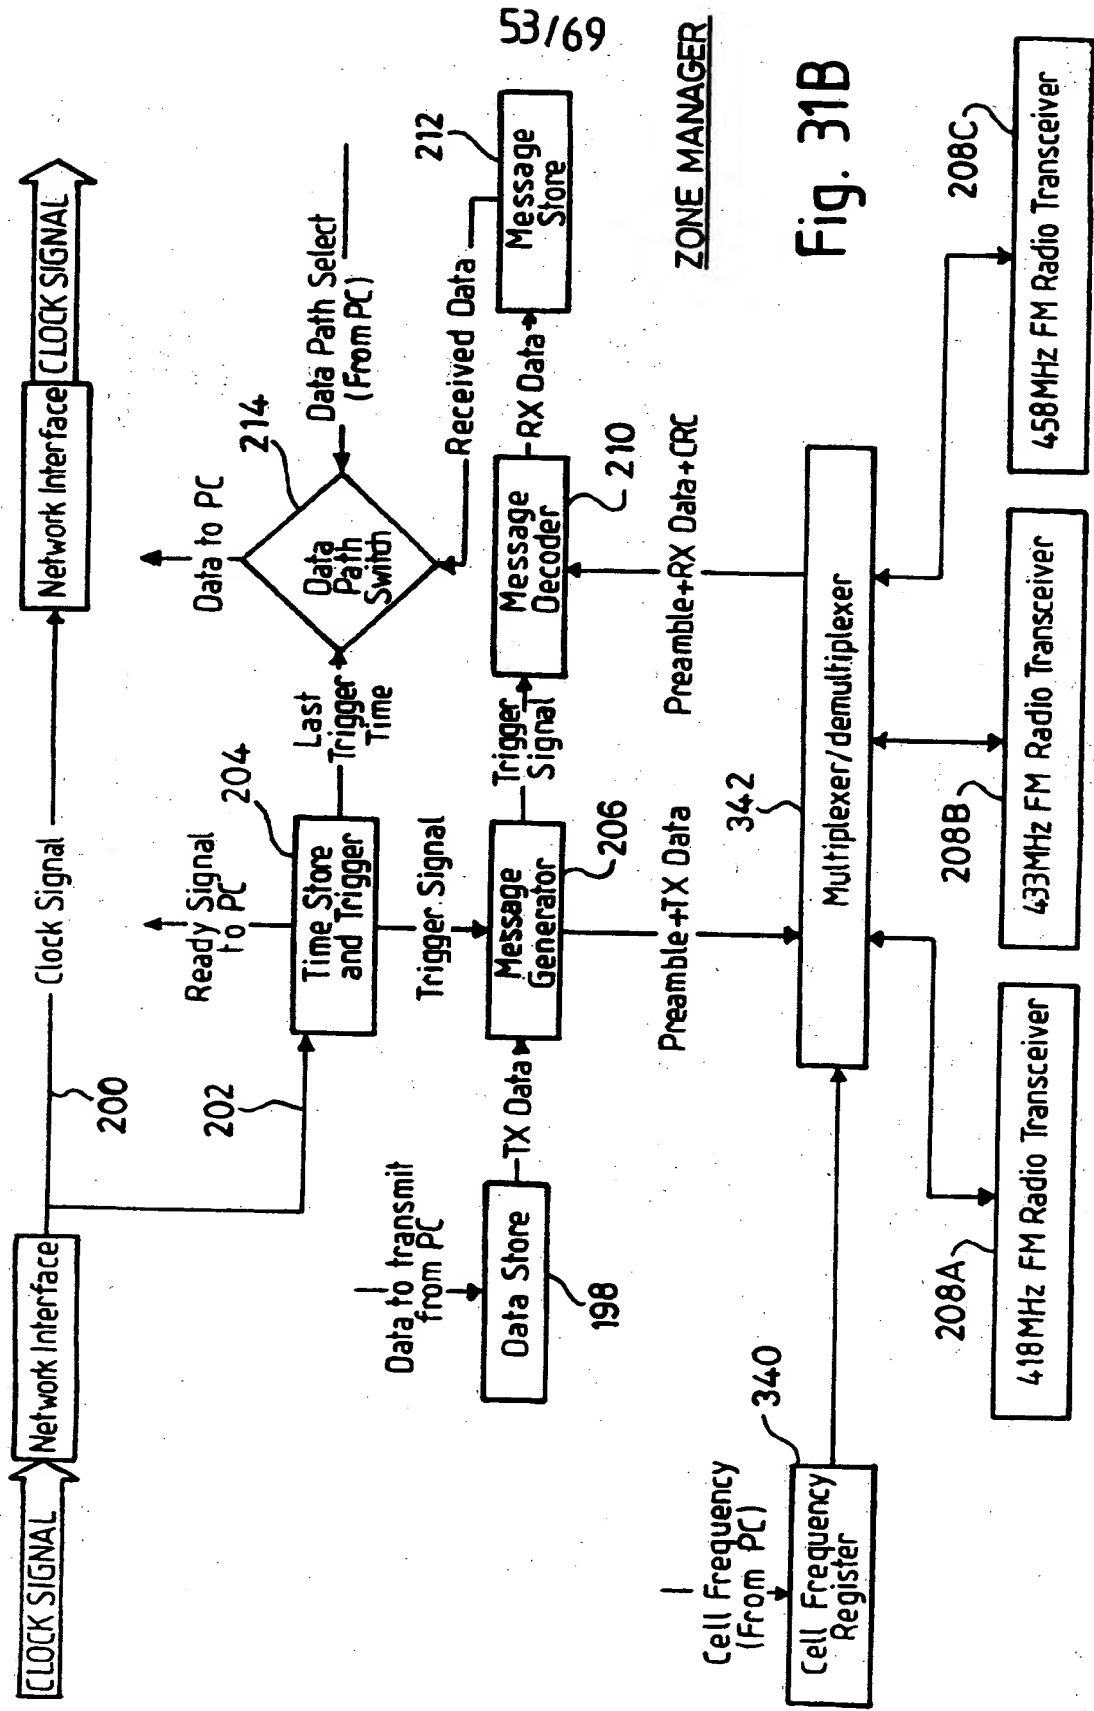 53/69
CLOCK SIGNAL
Network Interface
200
Clock Signal
Network Interface
CLOCK SIGNAL
202
Ready Signal
to PC
Data to PC
204
Time Store
and Trigger
Last
Trigger
Time
214
Data
Path
Switch
Data Path Select
(From PC)
Data to transmit
from PC
Trigger Signal
Received Data
212
Data Store
198
TX Data
Message
Generator
206
Trigger
Signal
Message
Decoder
210
RX Data
Message
Store
Preamble+TX Data
Preamble+RX Data+CRC
ZONE MANAGER
Cell Frequency
(From PC)
340
Cell Frequency
Register
342
Multiplexer/demultiplexer
Fig. 31B
208A
208B
208C
418MHz FM Radio Transceiver
433MHz FM Radio Transceiver
458MHz FM Radio Transceiver